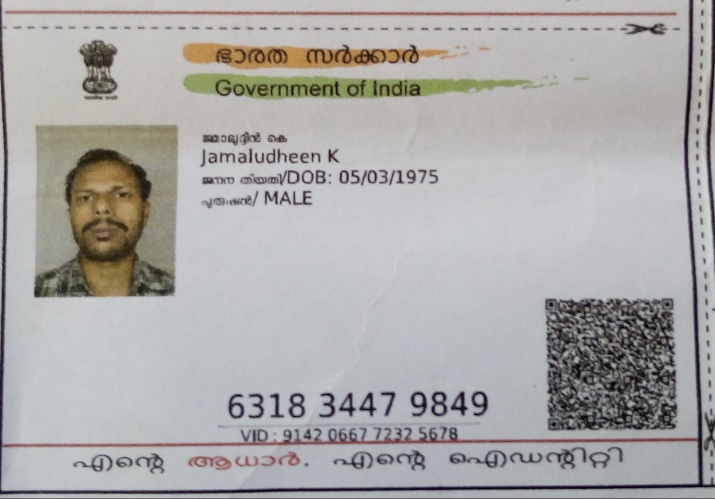 ഭാരത സർക്കാർ
Government of India
ജമാലുദ്ദീൻ കെ
Jamaludheen K
ജനന തിയതി/DOB: 05/03/1975
പുരുഷൻ/ MALE
6318 3447 9849
VID : 9142 0667 7232 5678
എന്റെ ആധാർ, എന്റെ ഐഡന്റിറ്റി